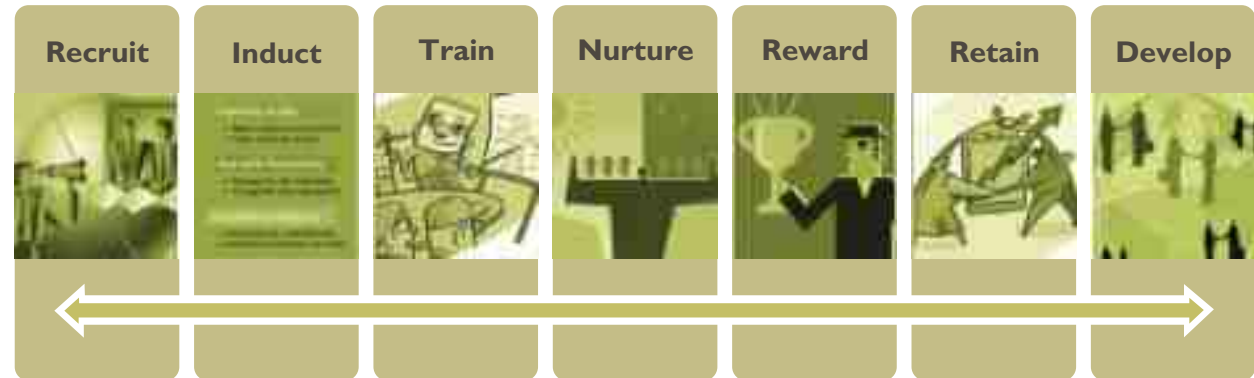 Recruit
Induct
Train
Nurture
Reward
Retain
Develop